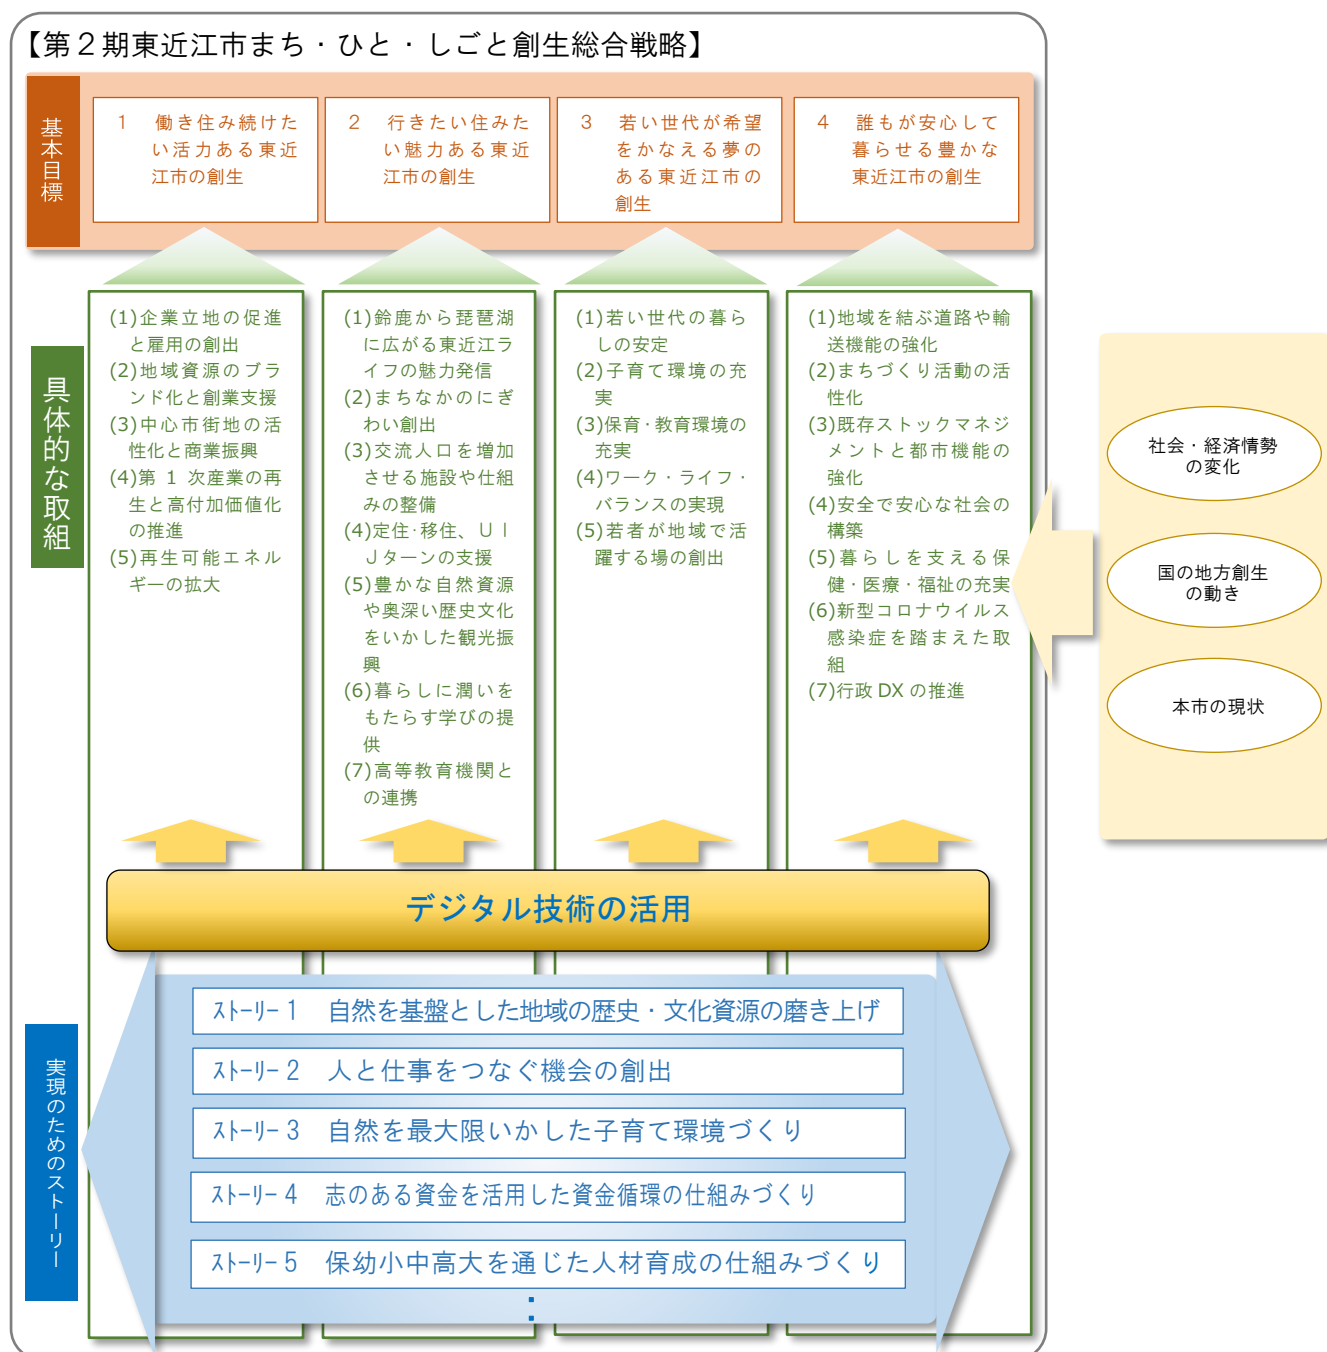 【第２期東近江市まち・ひと・しごと創生総合戦略】
基本目標
１　働き住み続けた
い活力ある東近
江市の創生
２　行きたい住みた
い魅力ある東近
江市の創生
３　若い世代が希望
をかなえる夢の
ある東近江市の
創生
４　誰もが安心して
暮らせる豊かな
東近江市の創生
具体的な取組
(1)企業立地の促進
と雇用の創出
(2)地域資源のブラ
ンド化と創業支援
(3)中心市街地の活
性化と商業振興
(4)第 1 次産業の再
生と高付加価値化
の推進
(5)再生可能エネル
ギーの拡大
(1)鈴鹿から琵琶湖
に広がる東近江ラ
イフの魅力発信
(2)まちなかのにぎ
わい創出
(3)交流人口を増加
させる施設や仕組
みの整備
(4)定住･移住、ＵＩ
Ｊターンの支援
(5)豊かな自然資源
や奥深い歴史文化
をいかした観光振
興
(6)暮らしに潤いを
もたらす学びの提
供
(7)高等教育機関と
の連携
(1)若い世代の暮ら
しの安定
(2)子育て環境の充
実
(3)保育･教育環境の
充実
(4)ワーク・ライフ・
バランスの実現
(5)若者が地域で活
躍する場の創出
(1)地域を結ぶ道路や輸
送機能の強化
(2)まちづくり活動の活
性化
(3)既存ストックマネジ
メントと都市機能の
強化
(4)安全で安心な社会の
構築
(5)暮らしを支える保
健・医療・福祉の充実
(6)新型コロナウイルス
感染症を踏まえた取
組
(7)行政 DX の推進
社会・経済情勢
の変化
国の地方創生
の動き
本市の現状
デジタル技術の活用
実現のためのストーリー
ｽﾄｰﾘｰ 1　自然を基盤とした地域の歴史・文化資源の磨き上げ
ｽﾄｰﾘｰ 2　人と仕事をつなぐ機会の創出
ｽﾄｰﾘｰ 3　自然を最大限いかした子育て環境づくり
ｽﾄｰﾘｰ 4　志のある資金を活用した資金循環の仕組みづくり
ｽﾄｰﾘｰ 5　保幼小中高大を通じた人材育成の仕組みづくり
：